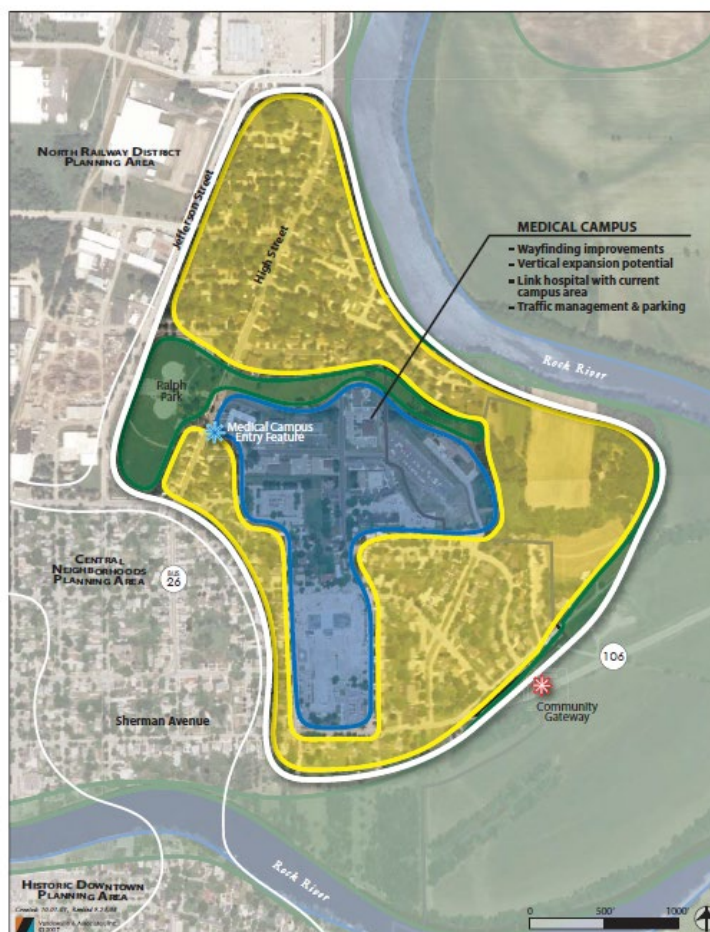 NORTH RAILWAY DISTRICT
PLANNING AREA
Jefferson Street
High Street
MEDICAL CAMPUS
- Wayfinding improvements
- Vertical expansion potential
- Link hospital with current
campus area
- Traffic management & parking
Rock River
Ralph
Park
Medical Campus
Entry Feature
CENTRAL
NEIGHBORHOODS
PLANNING AREA
BUS
26
106
Community
Gateway
Sherman Avenue
Rock River
HISTORIC DOWNTOWN
PLANNING AREA
0 500' 1000'